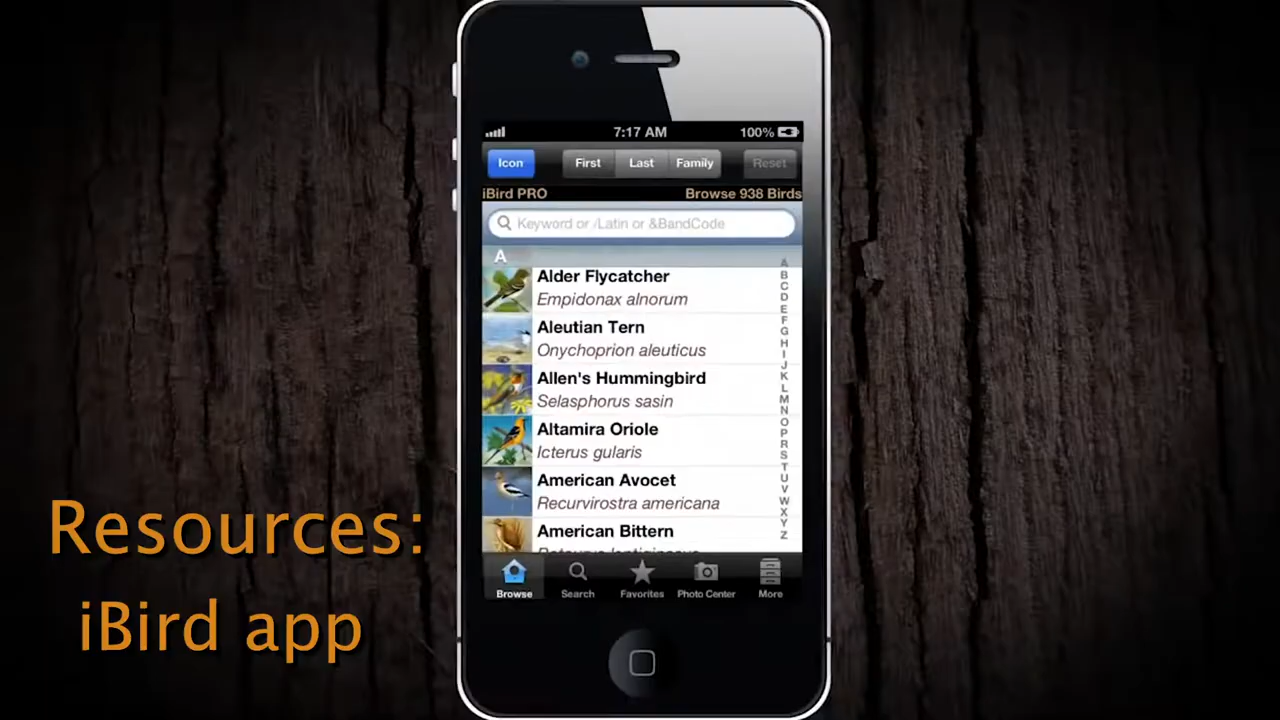 7:17 AM 100%
Icon First Last Family Reset
iBird PRO Browse 938 Birds
Keyword or /Latin or &BandCode
A
Alder Flycatcher
Empidonax alnorum
Aleutian Tern
Onychoprion aleuticus
Allen's Hummingbird
Selasphorus sasin
Altamira Oriole
Icterus gularis
American Avocet
Recurvirostra americana
American Bittern
A
B
C
D
E
F
G
H
I
J
K
L
M
N
O
P
R
S
T
U
V
W
X
Y
Z
Browse Search Favorites Photo Center More
Resources:
iBird app